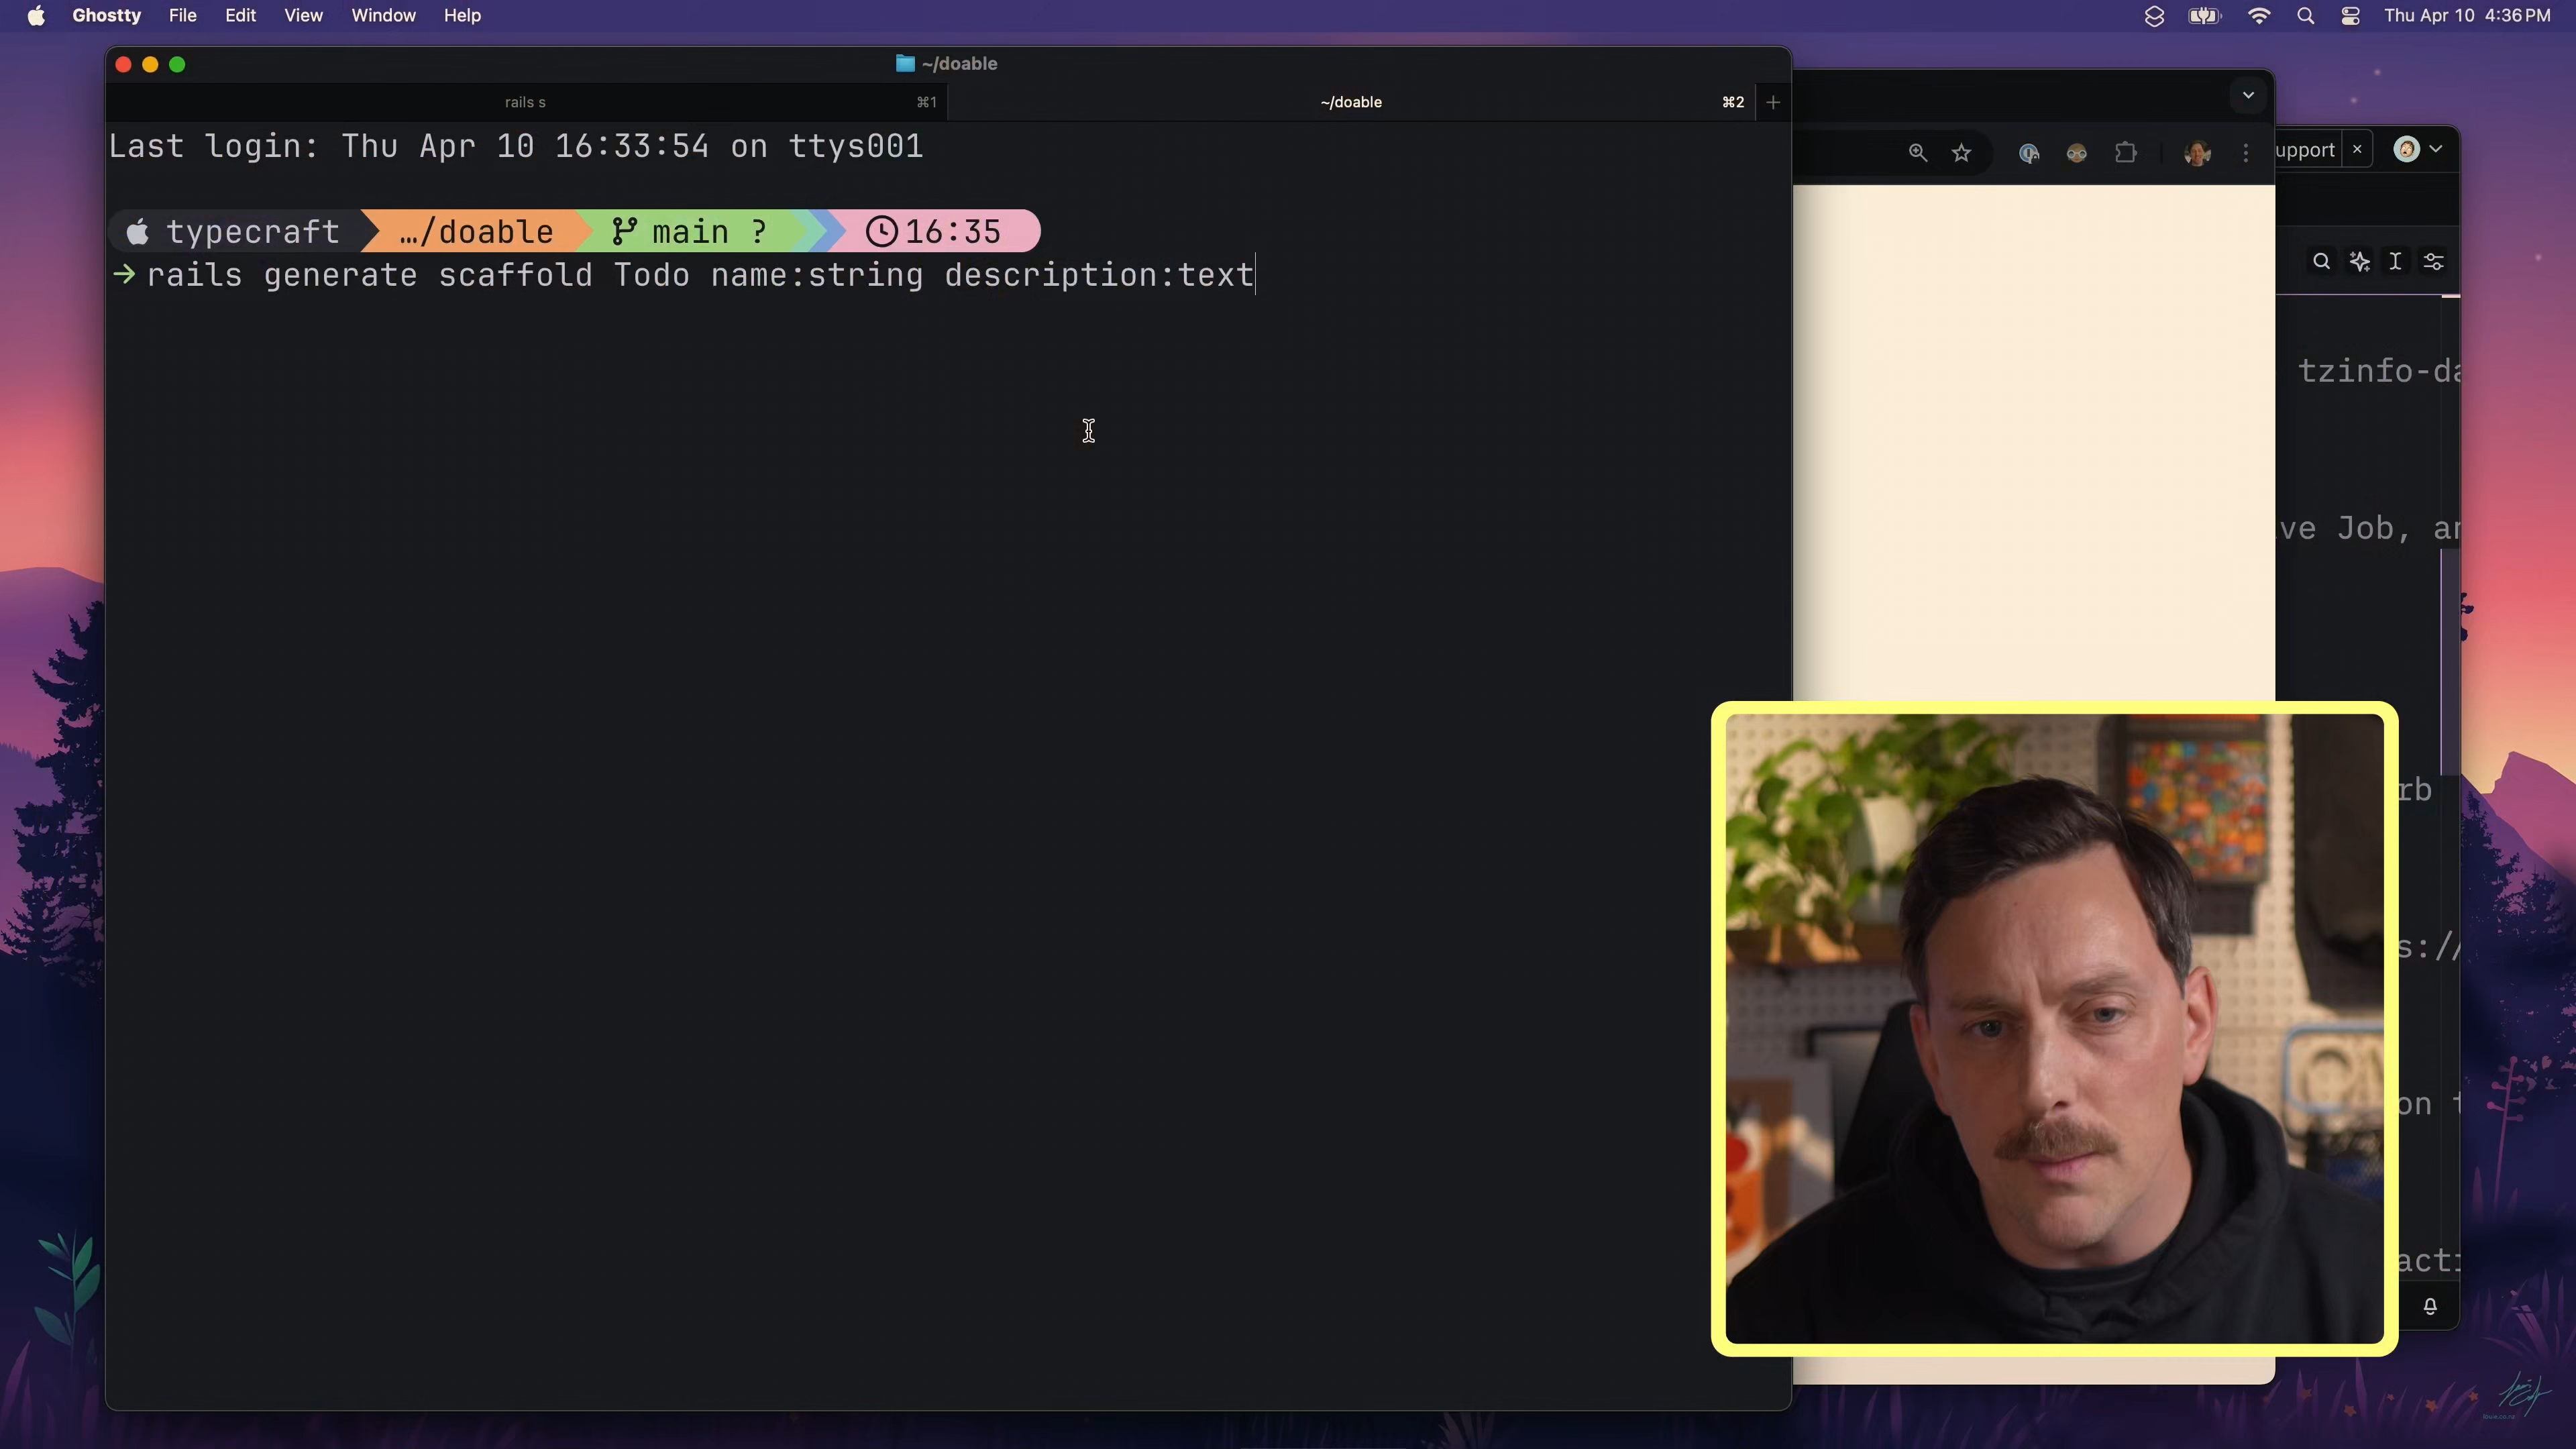 Ghostty File Edit View Window Help
Thu Apr 10 4:36 PM
~/doable
rails s ⌘1
~/doable ⌘2
Last login: Thu Apr 10 16:33:54 on ttys001
typecraft …/doable main ? 16:35
→ rails generate scaffold Todo name:string description:text
upport
tzinfo-da
ve Job, an
rb
s://
on t
acti